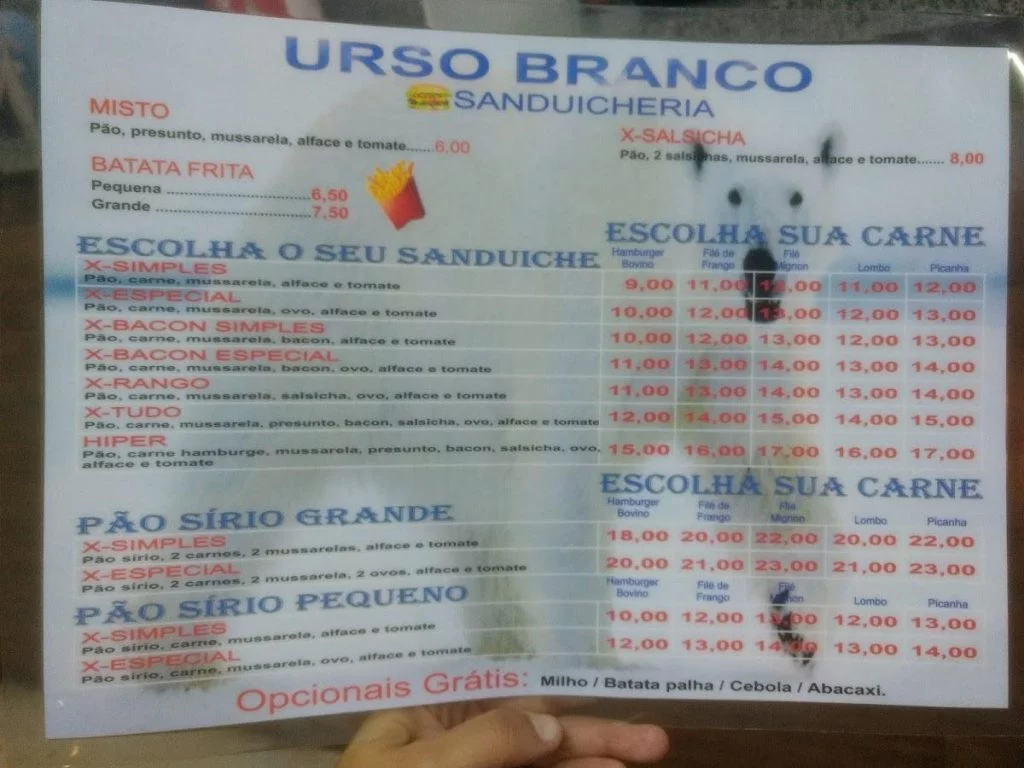 URSO BRANCO
SANDUICHERIA
MISTO
Pão, presunto, mussarela, alface e tomate......6,00
X-SALSICHA
Pão, 2 salsichas, mussarela, alface e tomate....... 8,00
BATATA FRITA
Pequena ..................................6,50
Grande .....................................7,50
ESCOLHA O SEU SANDUICHE
ESCOLHA SUA CARNE
Hamburger Bovino Filé de Frango Filé Mignon Lombo Picanha
X-SIMPLES
Pão, carne, mussarela, alface e tomate 9,00 11,00 12,00 11,00 12,00
X-ESPECIAL
Pão, carne, mussarela, ovo, alface e tomate 10,00 12,00 13,00 12,00 13,00
X-BACON SIMPLES
Pão, carne, mussarela, bacon, alface e tomate 10,00 12,00 13,00 12,00 13,00
X-BACON ESPECIAL
Pão, carne, mussarela, bacon, ovo, alface e tomate 11,00 13,00 14,00 13,00 14,00
X-RANGO
Pão, carne, mussarela, salsicha, ovo, alface e tomate 11,00 13,00 14,00 13,00 14,00
X-TUDO
Pão, carne, mussarela, presunto, bacon, salsicha, ovo, alface e tomate 12,00 14,00 15,00 14,00 15,00
HIPER
Pão, carne hamburge, mussarela, presunto, bacon, salsicha, ovo, 15,00 16,00 17,00 16,00 17,00
alface e tomate
ESCOLHA SUA CARNE
PÃO SÍRIO GRANDE
Hamburger Bovino Filé de Frango Filé Mignon Lombo Picanha
X-SIMPLES
Pão sírio, 2 carnes, 2 mussarelas, alface e tomate 18,00 20,00 22,00 20,00 22,00
X-ESPECIAL
Pão sírio, 2 carnes, 2 mussarelas, 2 ovos, alface e tomate 20,00 21,00 23,00 21,00 23,00
PÃO SÍRIO PEQUENO
Hamburger Bovino Filé de Frango Filé Mignon Lombo Picanha
X-SIMPLES
Pão sírio, carne, mussarela, alface e tomate 10,00 12,00 13,00 12,00 13,00
X-ESPECIAL
Pão sírio, carne, mussarela, ovo, alface e tomate 12,00 13,00 14,00 13,00 14,00
Opcionais Grátis: Milho / Batata palha / Cebola / Abacaxi.